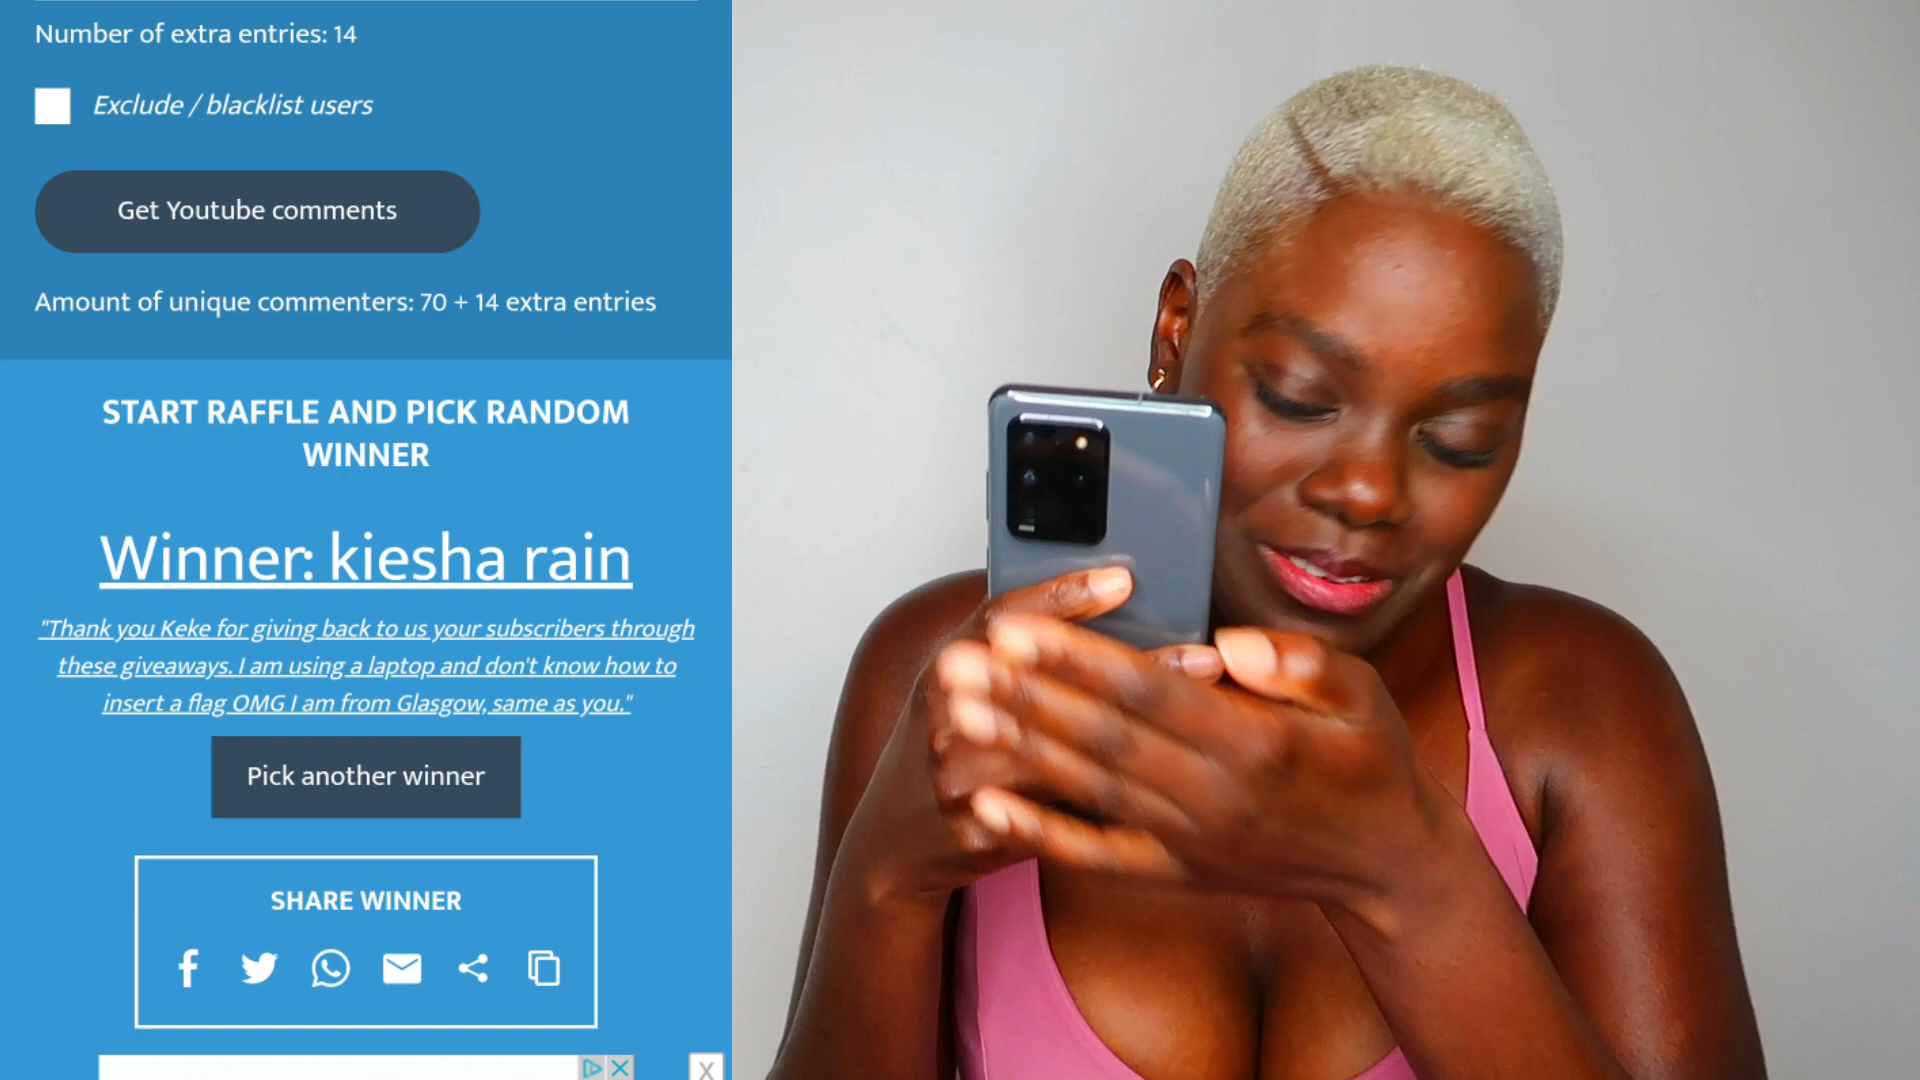 Number of extra entries: 14
Exclude / blacklist users
Get Youtube comments
Amount of unique commenters: 70 + 14 extra entries
START RAFFLE AND PICK RANDOM
WINNER
Winner: kiesha rain
"Thank you Keke for giving back to us your subscribers through
these giveaways. I am using a laptop and don't know how to
insert a flag OMG I am from Glasgow, same as you."
Pick another winner
SHARE WINNER
X